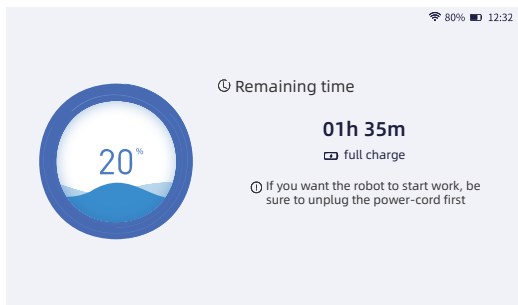 80% 12:32
Remaining time
01h 35m
20%
full charge
If you want the robot to start work, be
sure to unplug the power-cord first